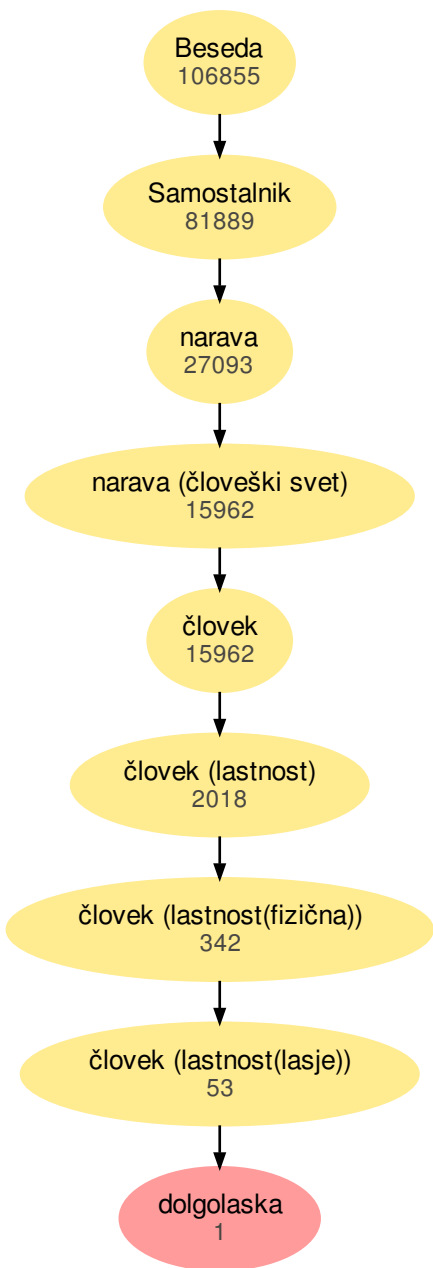 Beseda
106855
Samostalnik
81889
narava
27093
narava (človeški svet)
15962
človek
15962
človek (lastnost)
2018
človek (lastnost(fizična))
342
človek (lastnost(lasje))
53
dolgolaska
1